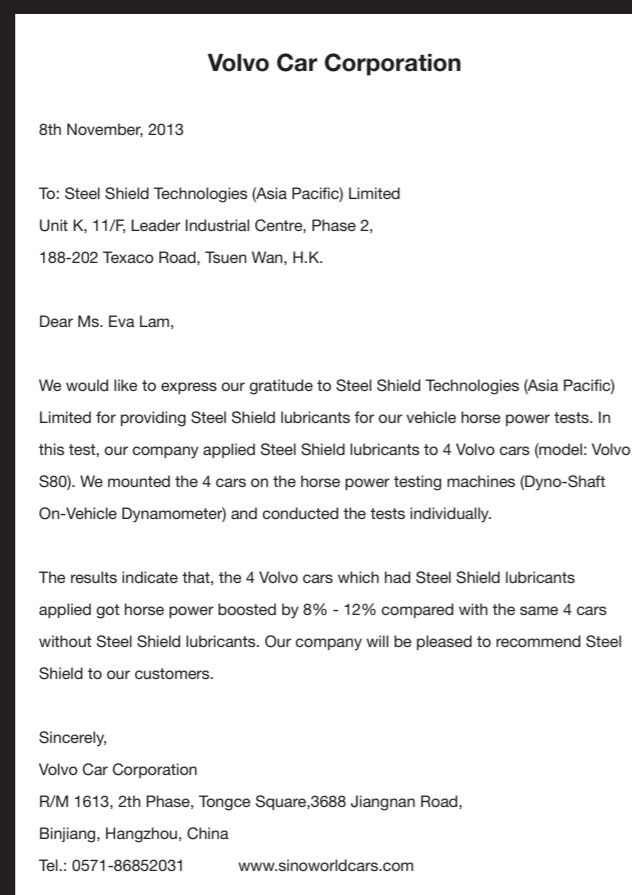 Volvo Car Corporation
8th November, 2013
To: Steel Shield Technologies (Asia Pacific) Limited
Unit K, 11/F, Leader Industrial Centre, Phase 2,
188-202 Texaco Road, Tsuen Wan, H.K.
Dear Ms. Eva Lam,
We would like to express our gratitude to Steel Shield Technologies (Asia Pacific)
Limited for providing Steel Shield lubricants for our vehicle horse power tests. In
this test, our company applied Steel Shield lubricants to 4 Volvo cars (model: Volvo
S80). We mounted the 4 cars on the horse power testing machines (Dyno-Shaft
On-Vehicle Dynamometer) and conducted the tests individually.
The results indicate that, the 4 Volvo cars which had Steel Shield lubricants
applied got horse power boosted by 8% - 12% compared with the same 4 cars
without Steel Shield lubricants. Our company will be pleased to recommend Steel
Shield to our customers.
Sincerely,
Volvo Car Corporation
R/M 1613, 2th Phase, Tongce Square,3688 Jiangnan Road,
Binjiang, Hangzhou, China
Tel.: 0571-86852031 www.sinoworldcars.com